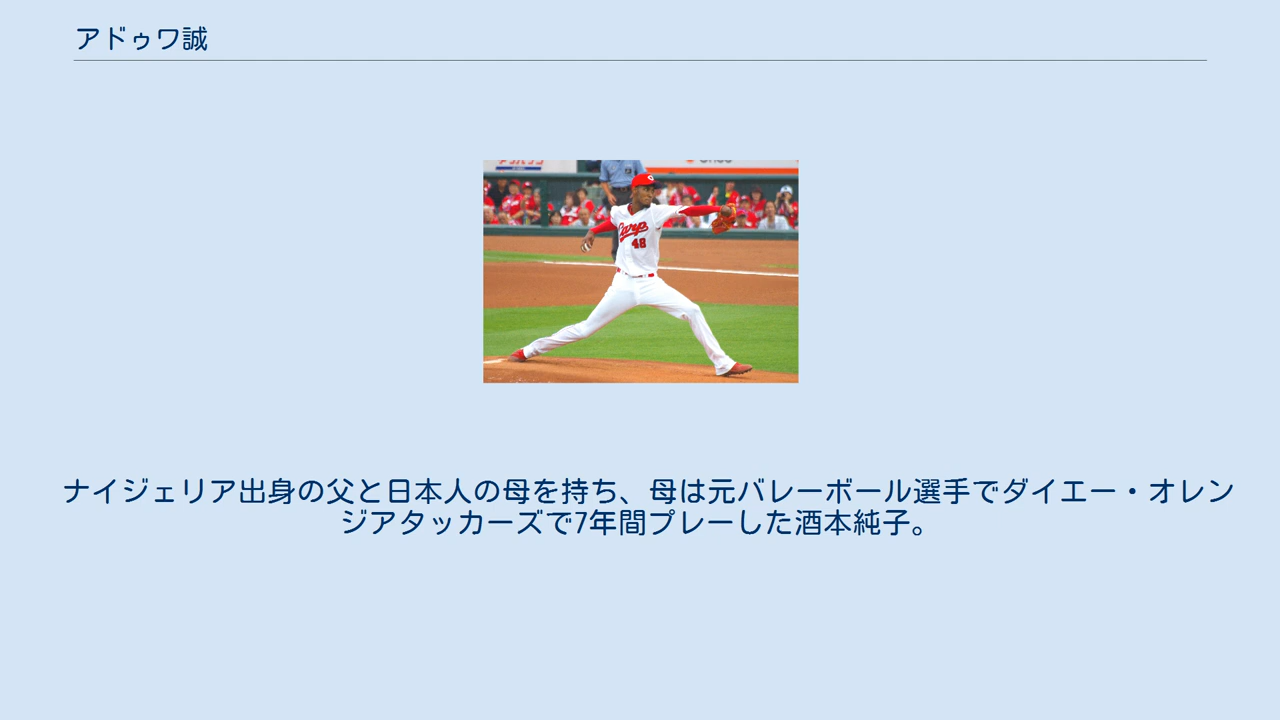 アドゥワ誠
Carp
48
ナイジェリア出身の父と日本人の母を持ち、母は元バレーボール選手でダイエー・オレン
ジアタッカーズで7年間プレーした酒本純子。